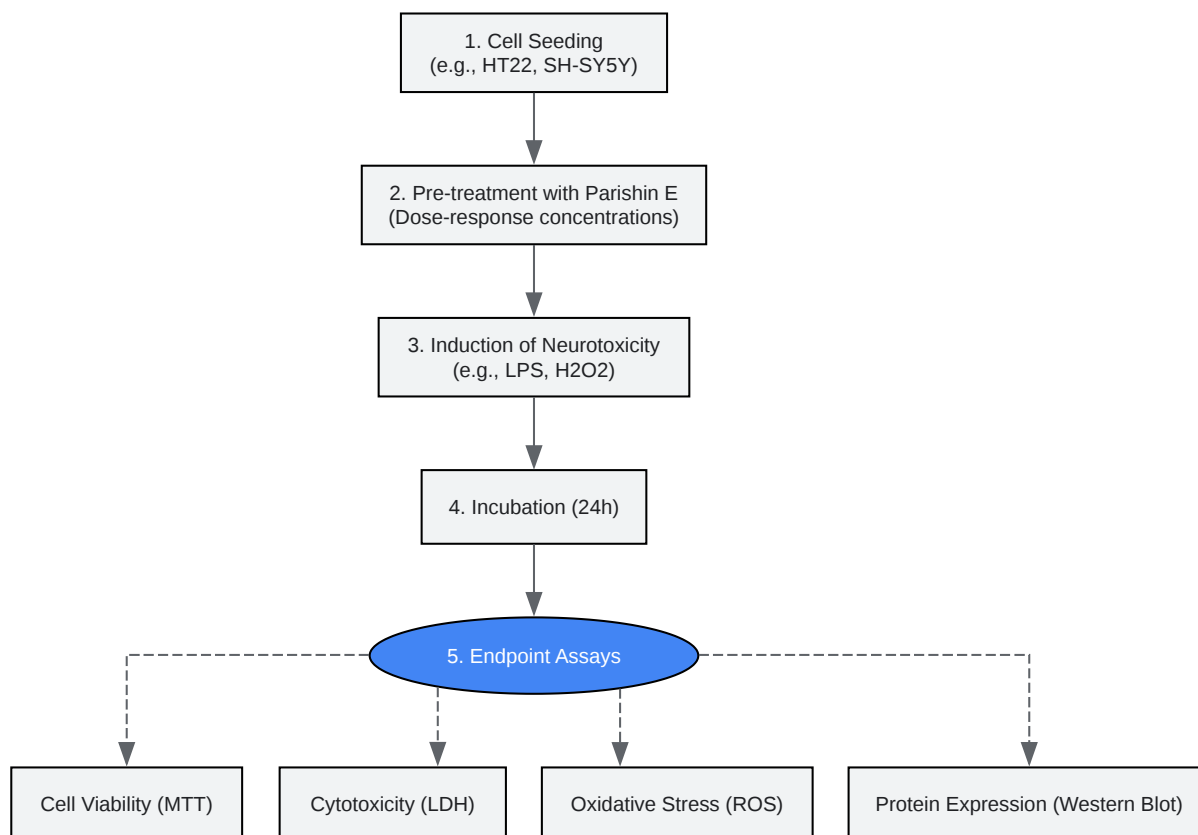 1. Cell Seeding
(e.g., HT22, SH-SY5Y)
2. Pre-treatment with Parishin E
(Dose-response concentrations)
3. Induction of Neurotoxicity
(e.g., LPS, H2O2)
4. Incubation (24h)
5. Endpoint Assays
Cell Viability (MTT)
Cytotoxicity (LDH)
Oxidative Stress (ROS)
Protein Expression (Western Blot)